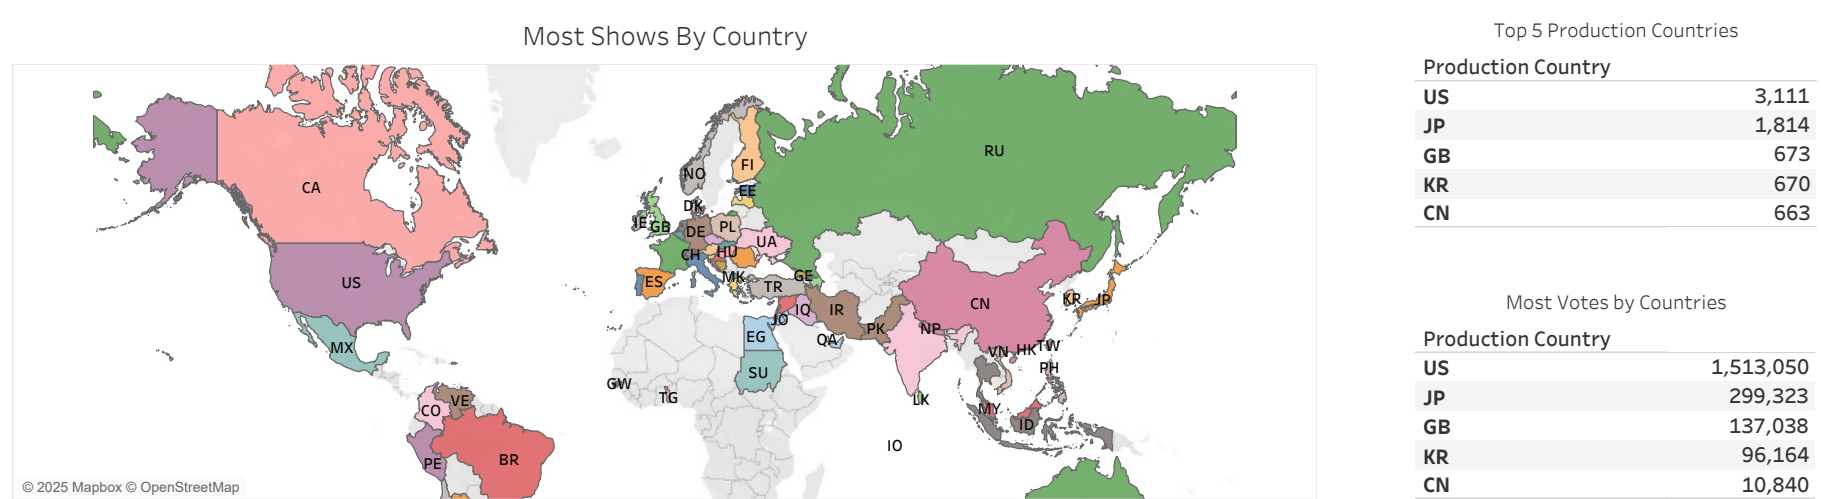 Most Shows By Country
RU
CA
FI
NO
EE
DK
IE
GB
DE
PL
UA
CH
HU
US
ES
MK
GE
TR
CN
KR
JP
JO
IQ
IR
MX
EG
QA
PK
NP
VN
HK
TW
SU
PH
GW
TG
LK
VE
CO
MY
ID
IO
PE
BR
© 2025 Mapbox © OpenStreetMap
Top 5 Production Countries
Production Country
US 3,111
JP 1,814
GB 673
KR 670
CN 663
Most Votes by Countries
Production Country
US 1,513,050
JP 299,323
GB 137,038
KR 96,164
CN 10,840